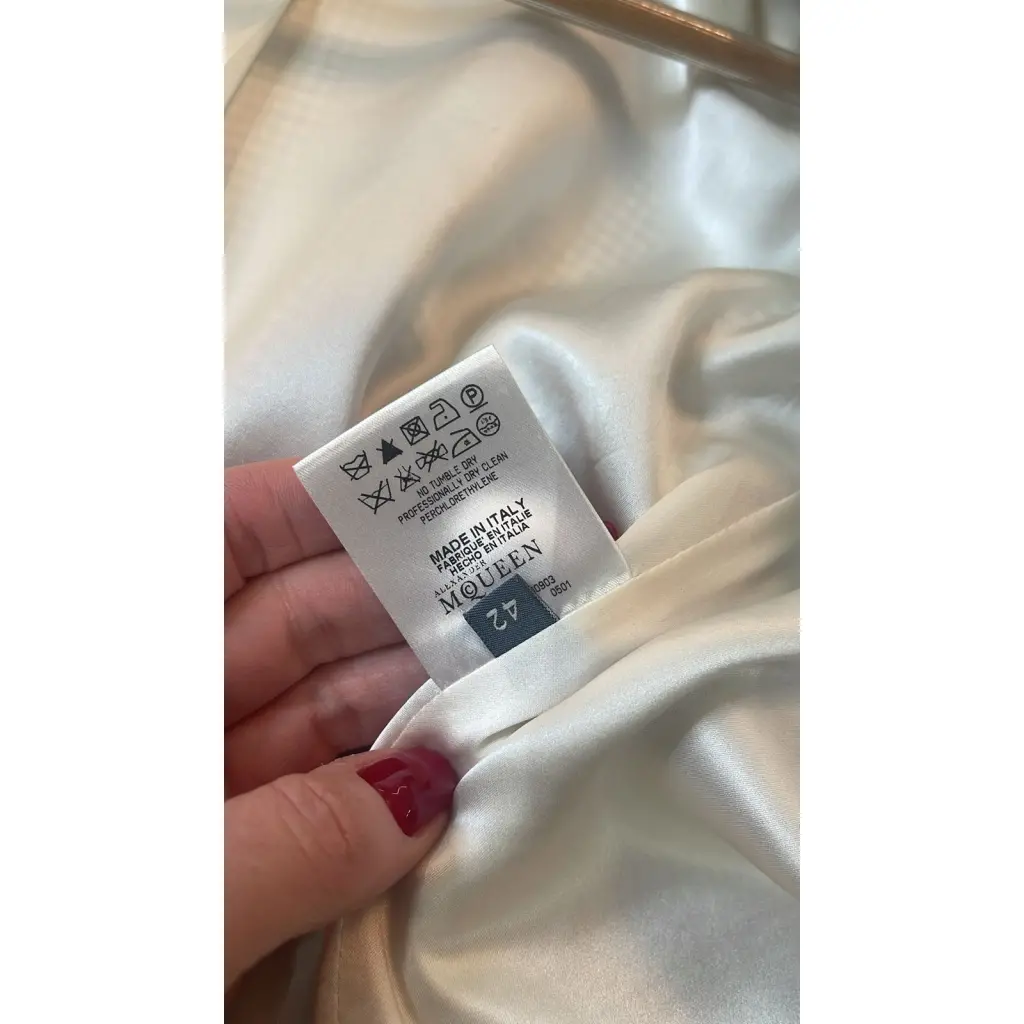 P
NO TUMBLE DRY
PROFESSIONALLY DRY CLEAN
PERCHLORETHYLENE
MADE IN ITALY
FABRIQUE' EN ITALIE
HECHO EN ITALIA
ALEXANDER
MCQUEEN
0501
42